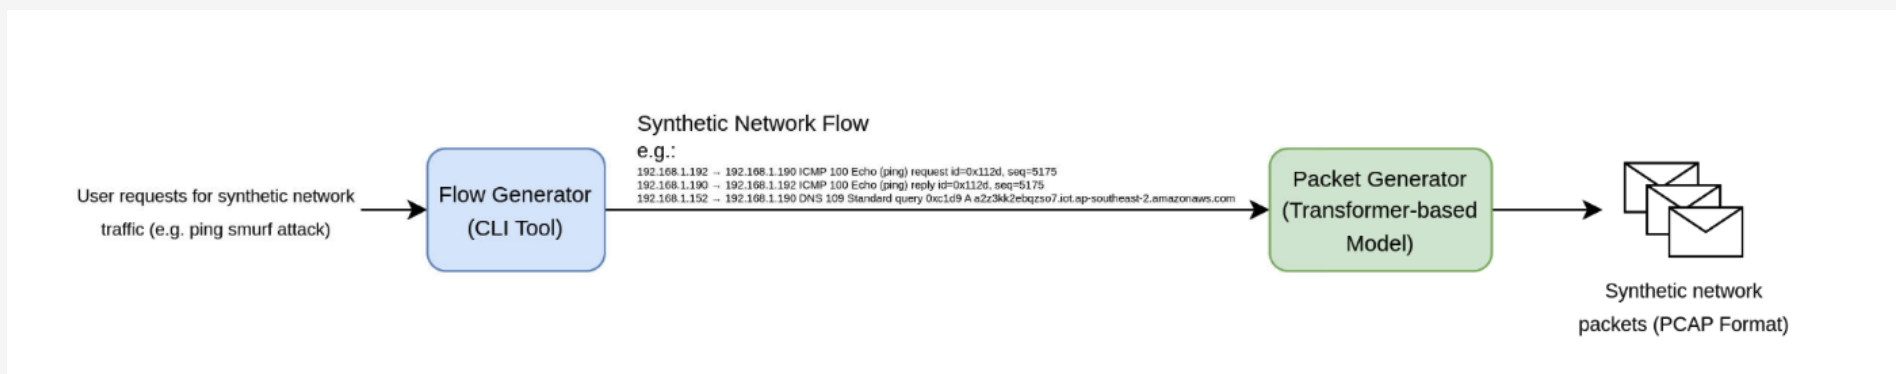 User requests for synthetic network
traffic (e.g. ping smurf attack)
Flow Generator
(CLI Tool)
Synthetic Network Flow
e.g.:
192.168.1.192 → 192.168.1.190 ICMP 100 Echo (ping) request id=0x112d, seq=5175
192.168.1.190 → 192.168.1.192 ICMP 100 Echo (ping) reply id=0x112d, seq=5175
192.168.1.152 → 192.168.1.190 DNS 109 Standard query 0xc1d9 A a2z3kk2ebqzso7.iot.ap-southeast-2.amazonaws.com
Packet Generator
(Transformer-based
Model)
Synthetic network
packets (PCAP Format)